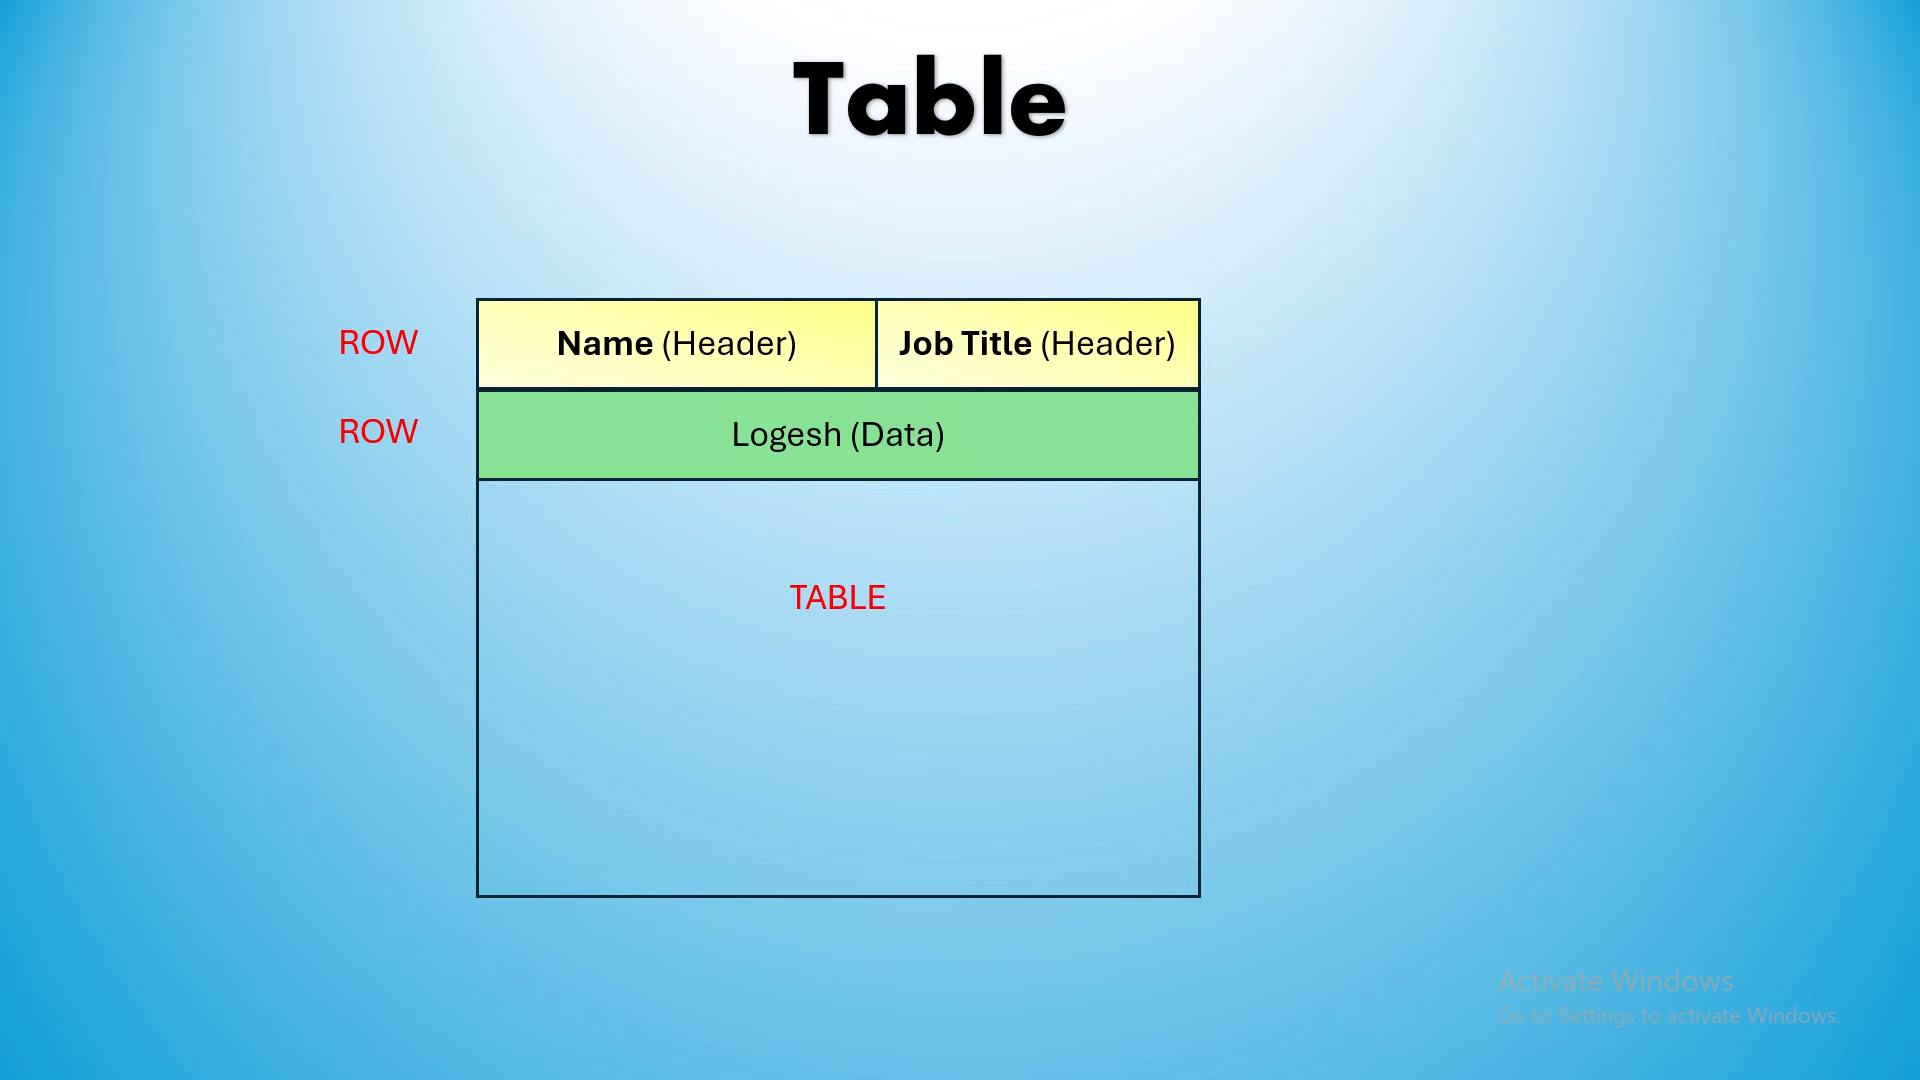 Table
ROW
Name (Header)
Job Title (Header)
ROW
Logesh (Data)
TABLE
Activate Windows
Go to Settings to activate Windows.